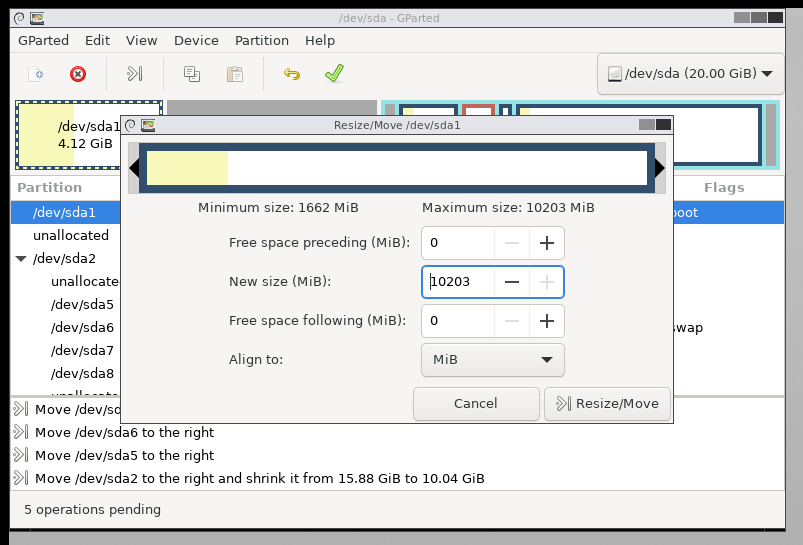 /dev/sda - GParted
GParted Edit View Device Partition Help
/dev/sda (20.00 GiB)
/dev/sda1
4.12 GiB
Resize/Move /dev/sda1
Minimum size: 1662 MiB Maximum size: 10203 MiB
Free space preceding (MiB): 0
New size (MiB): 10203
Free space following (MiB): 0
Align to: MiB
Cancel Resize/Move
Partition Flags
/dev/sda1 boot
unallocated
/dev/sda2
unallocate
/dev/sda5
/dev/sda6 swap
/dev/sda7
/dev/sda8
Move /dev/sd
Move /dev/sda6 to the right
Move /dev/sda5 to the right
Move /dev/sda2 to the right and shrink it from 15.88 GiB to 10.04 GiB
5 operations pending